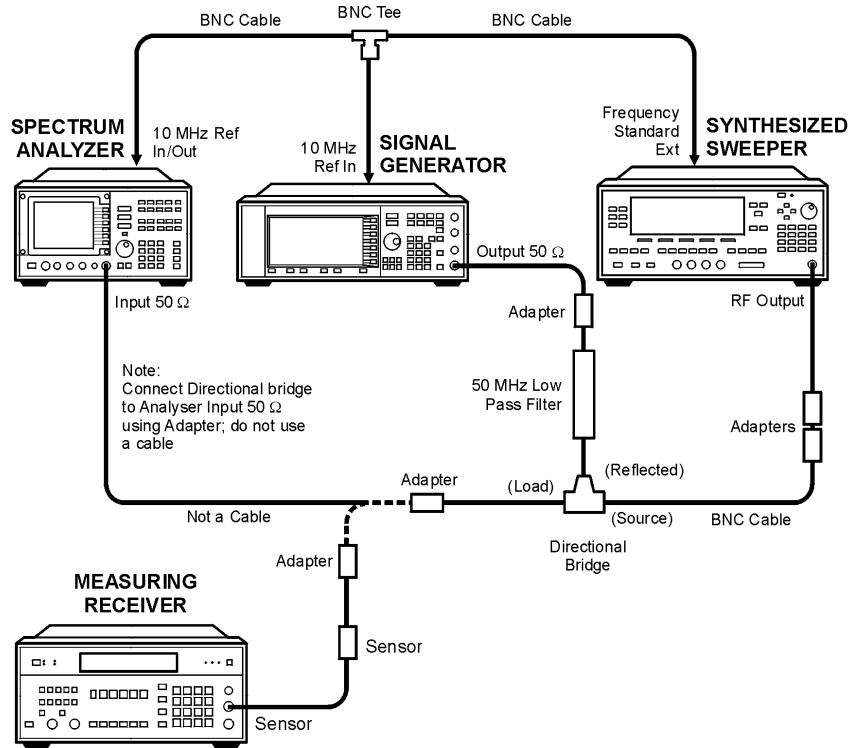 BNC Cable
BNC Tee
BNC Cable
SPECTRUM
ANALYZER
10 MHz Ref
In/Out
10 MHz
Ref In
SIGNAL
GENERATOR
Frequency
Standard
Ext
SYNTHESIZED
SWEEPER
Input 50 Ω
Output 50 Ω
RF Output
Adapter
Note:
Connect Directional bridge
to Analyser Input 50 Ω
using Adapter; do not use
a cable
50 MHz Low
Pass Filter
Adapters
Adapter
(Load)
(Reflected)
(Source)
Not a Cable
BNC Cable
Directional
Bridge
Adapter
MEASURING
RECEIVER
Sensor
Sensor